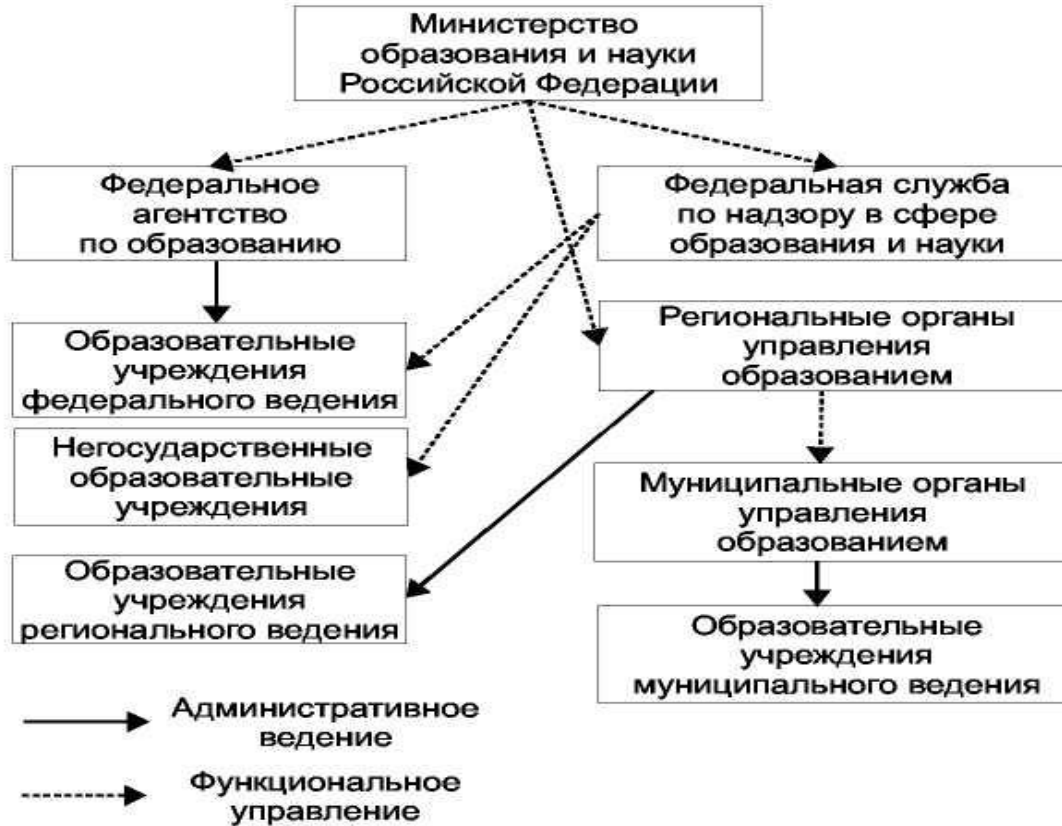 Министерство
образования и науки
Российской Федерации
Федеральное
агентство
по образованию
Федеральная служба
по надзору в сфере
образования и науки
Образовательные
учреждения
федерального ведения
Региональные органы
управления
образованием
Негосударственные
образовательные
учреждения
Муниципальные органы
управления
образованием
Образовательные
учреждения
регионального ведения
Образовательные
учреждения
муниципального ведения
Административное
ведение
Функциональное
управление